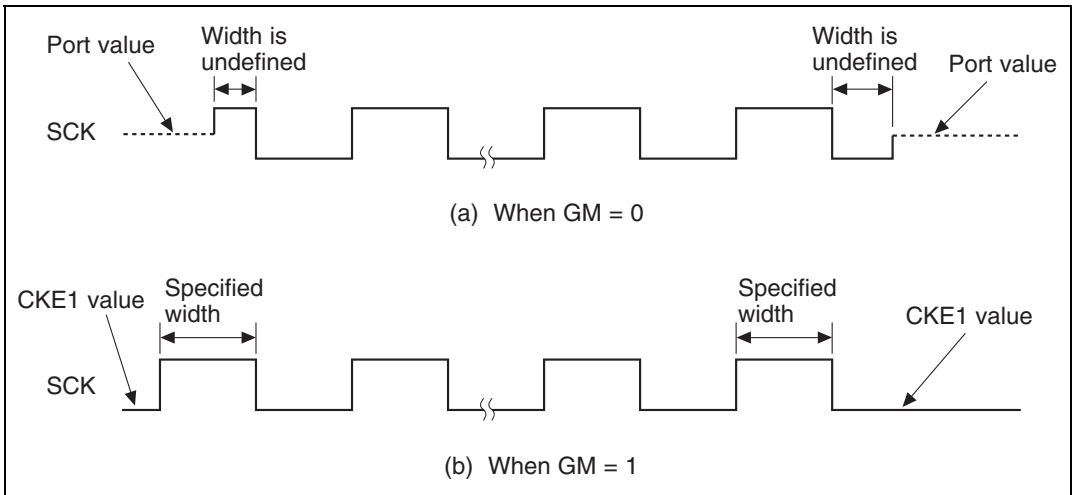 Port value
Width is
undefined
Width is
undefined
Port value
SCK
(a) When GM = 0
CKE1 value
Specified
width
Specified
width
CKE1 value
SCK
(b) When GM = 1